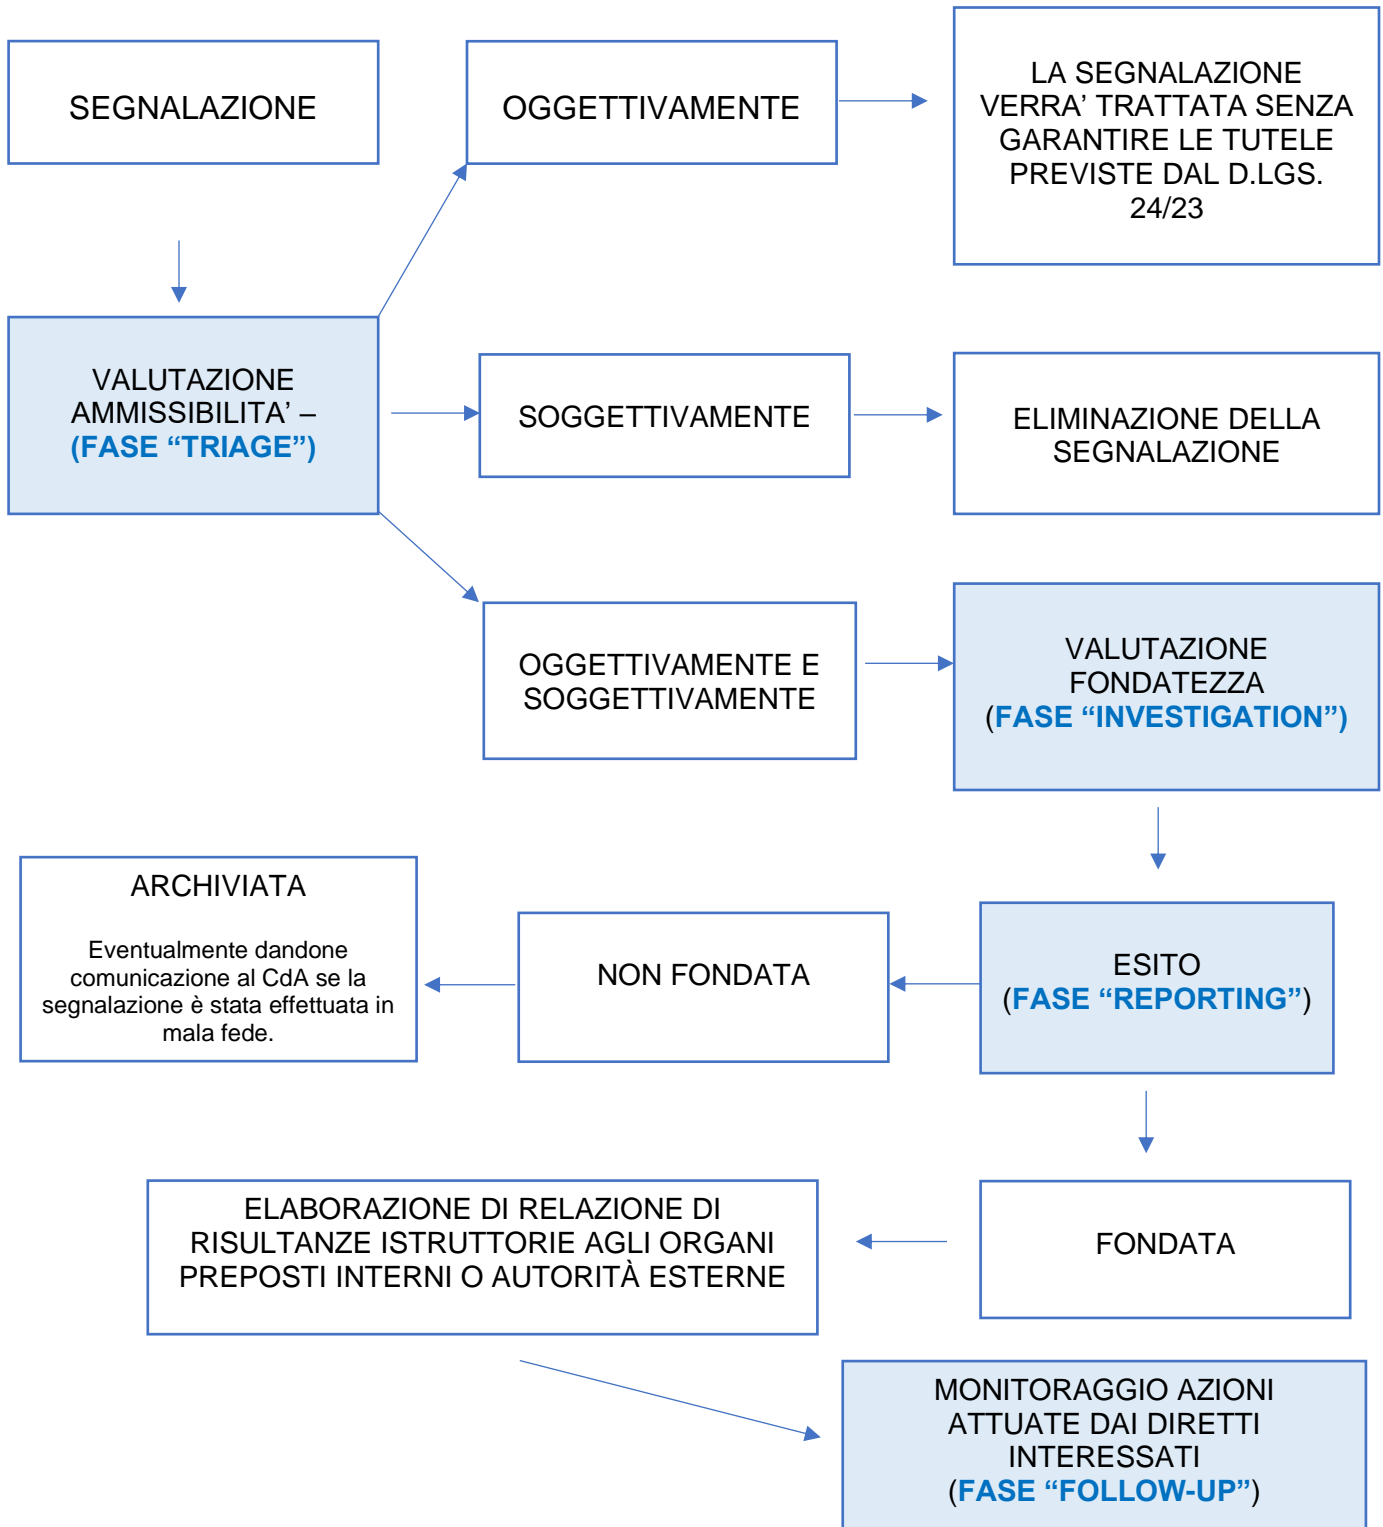 SEGNALAZIONE
OGGETTIVAMENTE
LA SEGNALAZIONE
VERRA’ TRATTATA SENZA
GARANTIRE LE TUTELE
PREVISTE DAL D.LGS.
24/23
VALUTAZIONE
AMMISSIBILITA’ –
(FASE “TRIAGE”)
SOGGETTIVAMENTE
ELIMINAZIONE DELLA
SEGNALAZIONE
OGGETTIVAMENTE E
SOGGETTIVAMENTE
VALUTAZIONE
FONDATEZZA
(FASE “INVESTIGATION”)
ARCHIVIATA
Eventualmente dandone
comunicazione al CdA se la
segnalazione è stata effettuata in
mala fede.
NON FONDATA
ESITO
(FASE “REPORTING”)
ELABORAZIONE DI RELAZIONE DI
RISULTANZE ISTRUTTORIE AGLI ORGANI
PREPOSTI INTERNI O AUTORITÀ ESTERNE
FONDATA
MONITORAGGIO AZIONI
ATTUATE DAI DIRETTI
INTERESSATI
(FASE “FOLLOW-UP”)